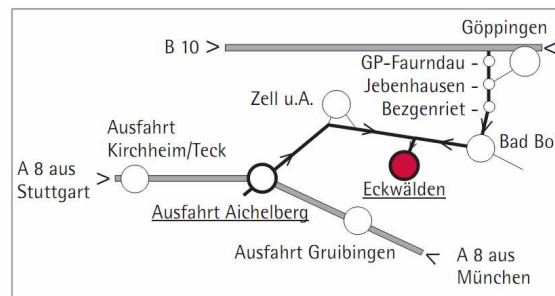 Göppingen
B 10 > <
GP-Faurndau -
Jebenhausen -
Bezgenriet -
Zell u.A.
Ausfahrt
Kirchheim/Teck
Bad Bo
A 8 aus >
Stuttgart
Eckwälden
Ausfahrt Aichelberg
Ausfahrt Gruibingen
< A 8 aus
München